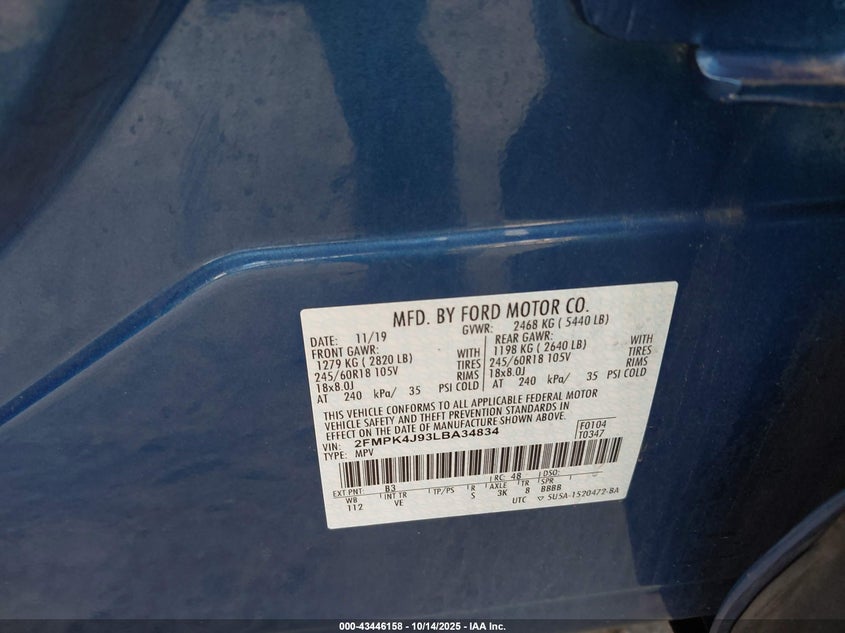 MFD. BY FORD MOTOR CO.
DATE: 11/19 GVWR: 2468 KG ( 5440 LB)
FRONT GAWR: REAR GAWR:
1279 KG ( 2820 LB) WITH 1198 KG ( 2640 LB) WITH
245/60R18 105V TIRES 245/60R18 105V TIRES
18x8.0J RIMS 18x8.0J RIMS
AT 240 kPa/ 35 PSI COLD AT 240 kPa/ 35 PSI COLD
THIS VEHICLE CONFORMS TO ALL APPLICABLE FEDERAL MOTOR
VEHICLE SAFETY AND THEFT PREVENTION STANDARDS IN
EFFECT ON THE DATE OF MANUFACTURE SHOWN ABOVE.
VIN: 2FMPK4J93LBA34834 F0104
TYPE: MPV T0347
EXT PNT: B3 RC: 48 DSO:
WB INT TR TP/PS R AXLE TR SPR
112 VE S 3K 8 BBBB
UTC ▽ 5USA-1520472-BA
000-43446158 - 10/14/2025 - IAA Inc.